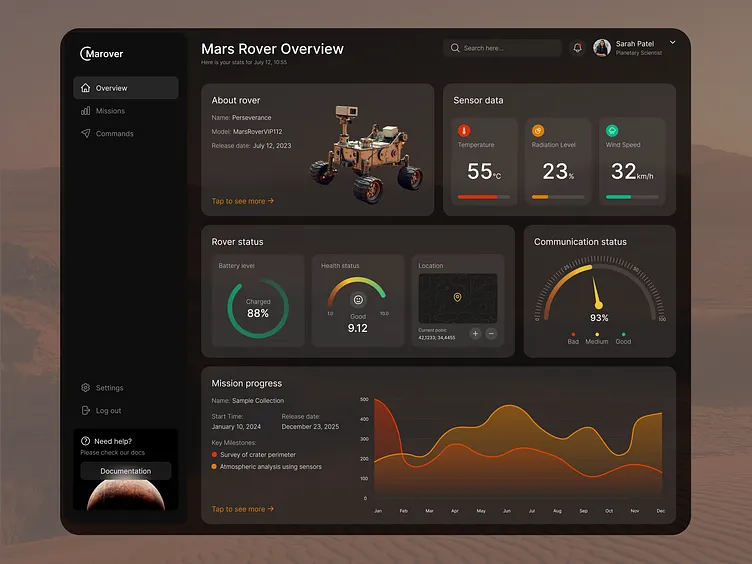 Marover
Overview
Missions
Commands
Settings
Log out
Need help?
Please check our docs
Documentation
Mars Rover Overview
Here is your stats for July 12, 10:55
Search here...
Sarah Patel
Planetary Scientist
About rover
Name: Perseverance
Model: MarsRoverVIP112
Release date: July 12, 2023
Tap to see more →
Sensor data
Temperature
55°C
Radiation Level
23%
Wind Speed
32km/h
Rover status
Battery level
Charged
88%
Health status
1.0
10.0
Good
9.12
Location
Current point:
42,1233; 34,4455
Communication status
0
25
50
75
100
93%
Bad Medium Good
Mission progress
Name: Sample Collection
Start Time:
January 10, 2024
Release date:
December 23, 2025
Key Milestones:
Survey of crater perimeter
Atmospheric analysis using sensors
Tap to see more →
500
400
300
200
100
0
Jan Feb Mar Apr May Jun Jul Aug Sep Oct Nov Dec